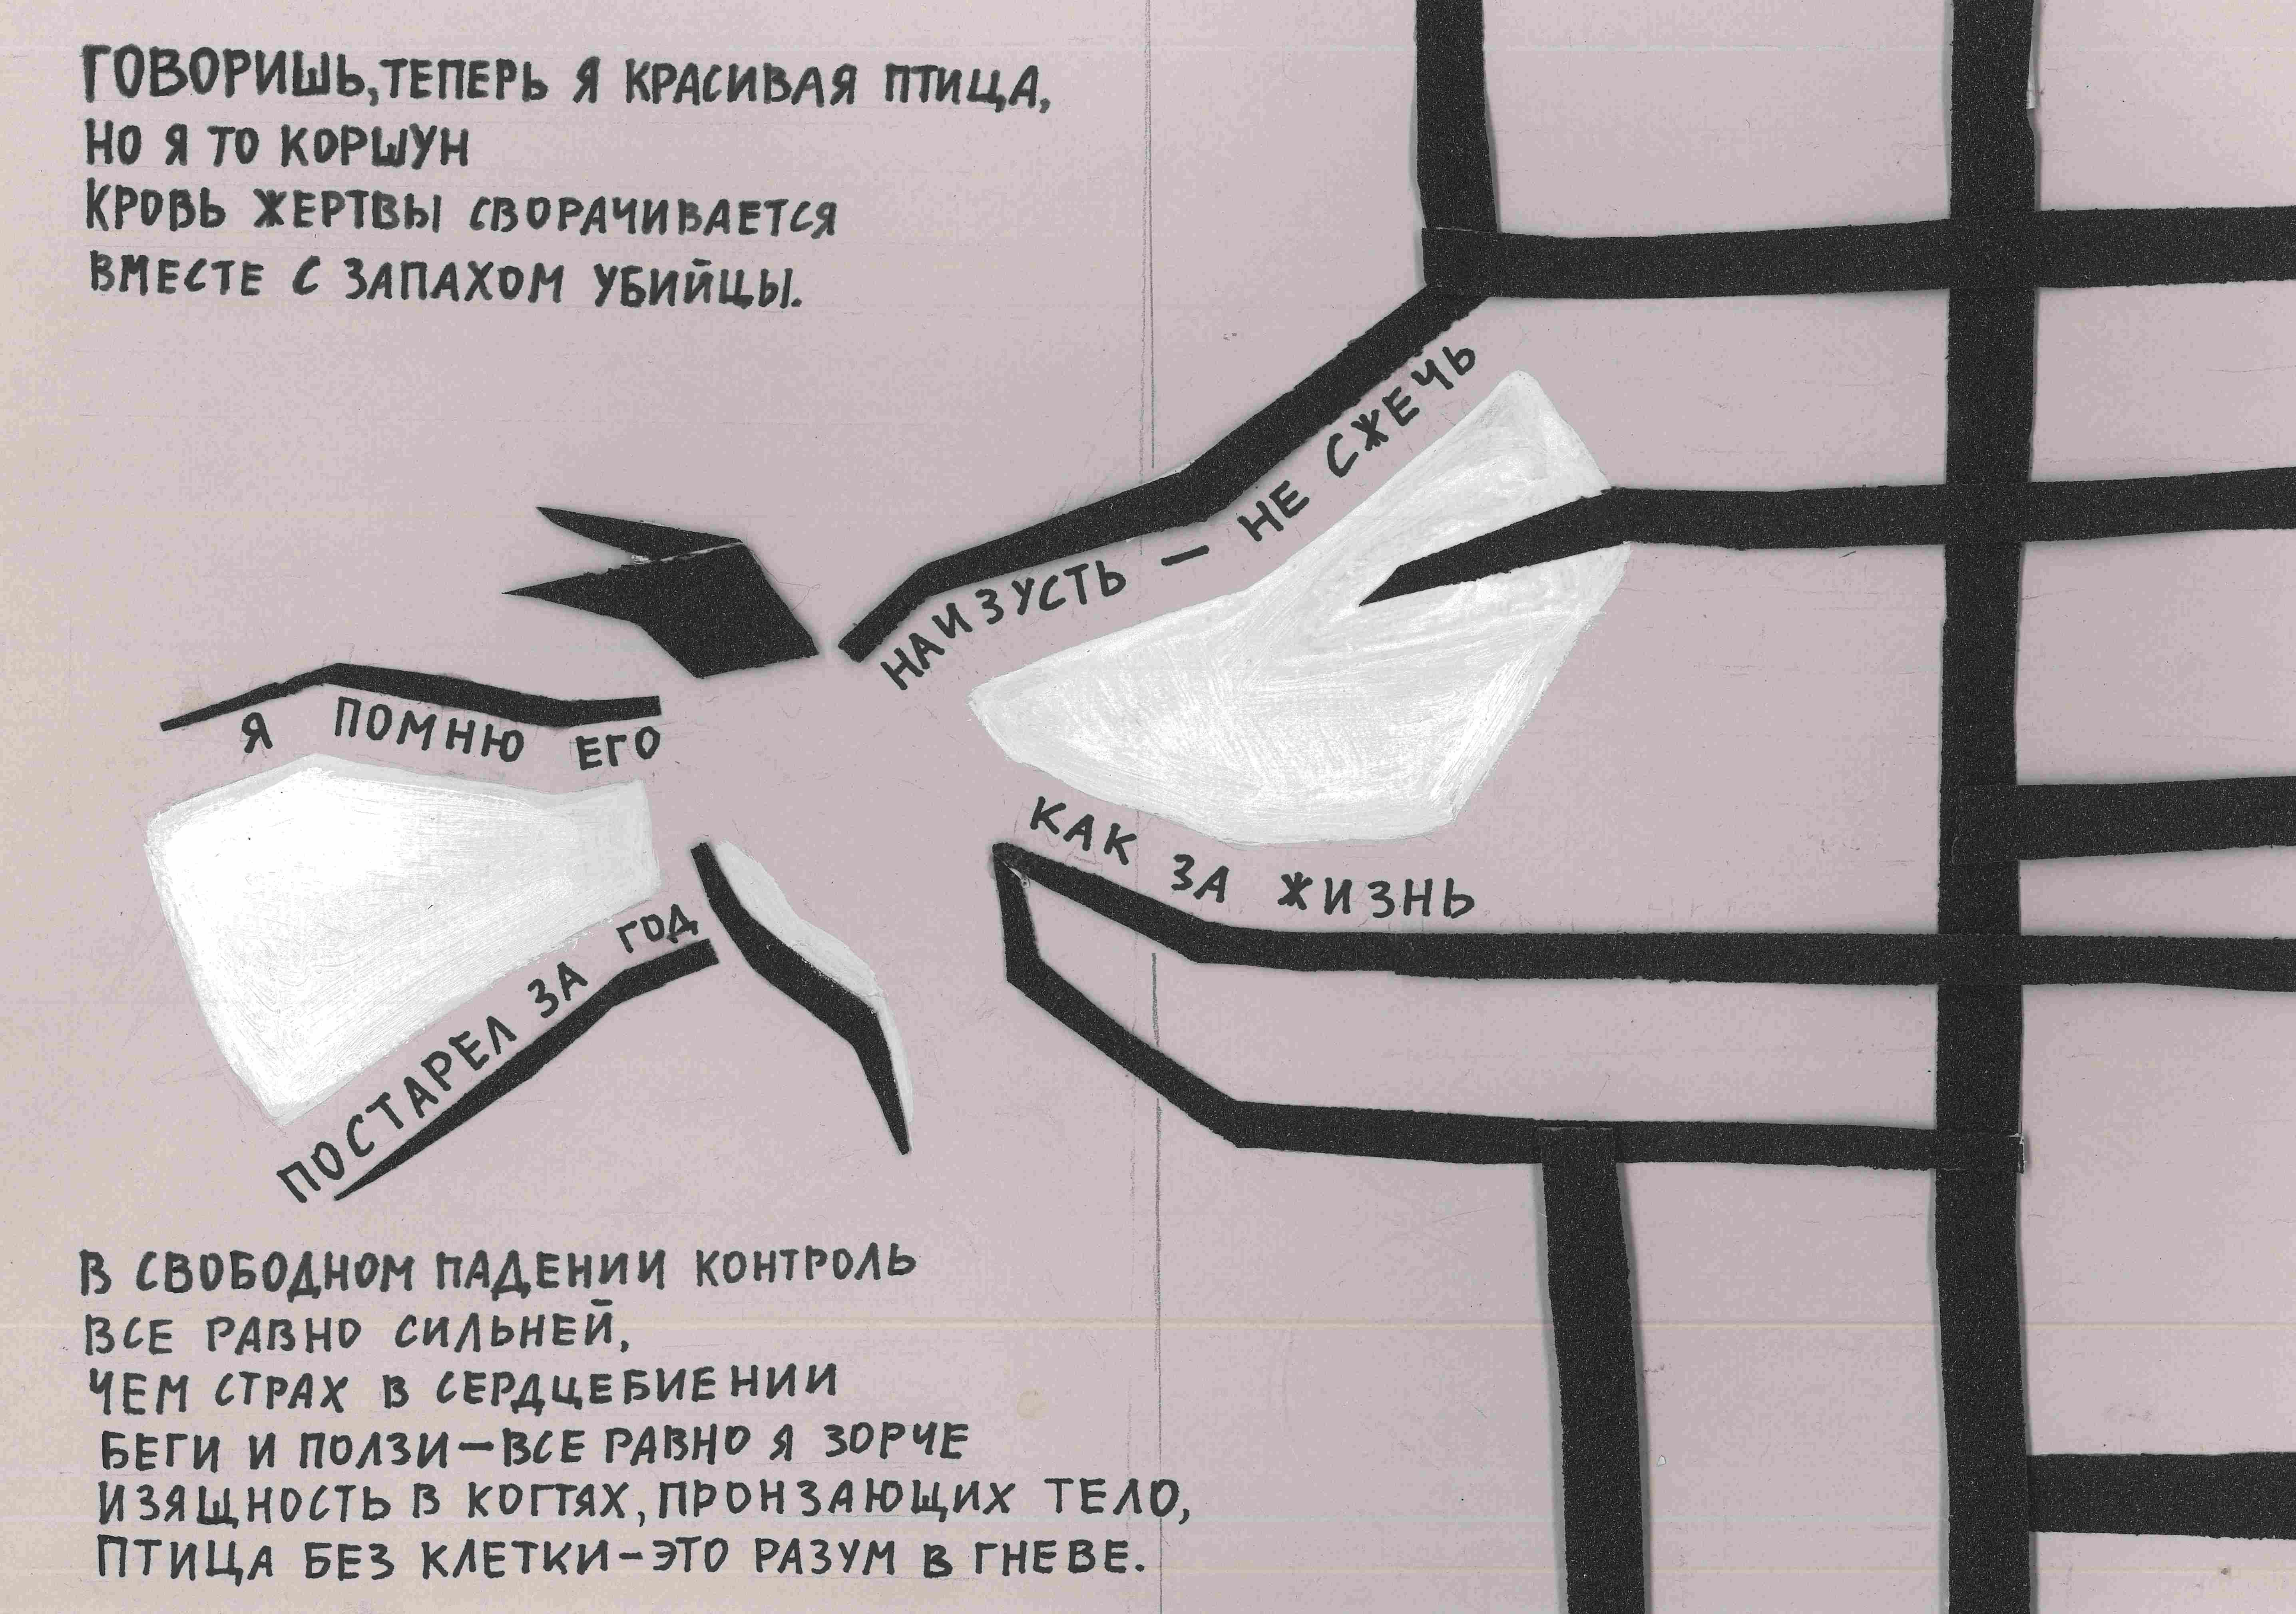 ГОВОРИШЬ, ТЕПЕРЬ Я КРАСИВАЯ ПТИЦА,
НО Я ТО КОРШУН
КРОВЬ ЖЕРТВЫ СВОРАЧИВАЕТСЯ
ВМЕСТЕ С ЗАПАХОМ УБИЙЦЫ.
Я ПОМНЮ ЕГО
НАИЗУСТЬ — НЕ СЖЕЧЬ
ПОСТАРЕЛ ЗА ГОД
КАК ЗА ЖИЗНЬ
В СВОБОДНОМ ПАДЕНИИ КОНТРОЛЬ
ВСЕ РАВНО СИЛЬНЕЙ,
ЧЕМ СТРАХ В СЕРДЦЕБИЕНИИ
БЕГИ И ПОЛЗИ — ВСЕ РАВНО Я ЗОРЧЕ
ИЗЯЩНОСТЬ В КОГТЯХ, ПРОНЗАЮЩИХ ТЕЛО,
ПТИЦА БЕЗ КЛЕТКИ - ЭТО РАЗУМ В ГНЕВЕ.